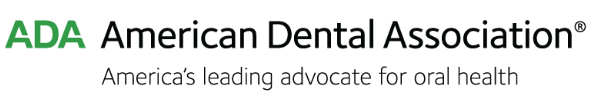 ADA American Dental Association®
America's leading advocate for oral health